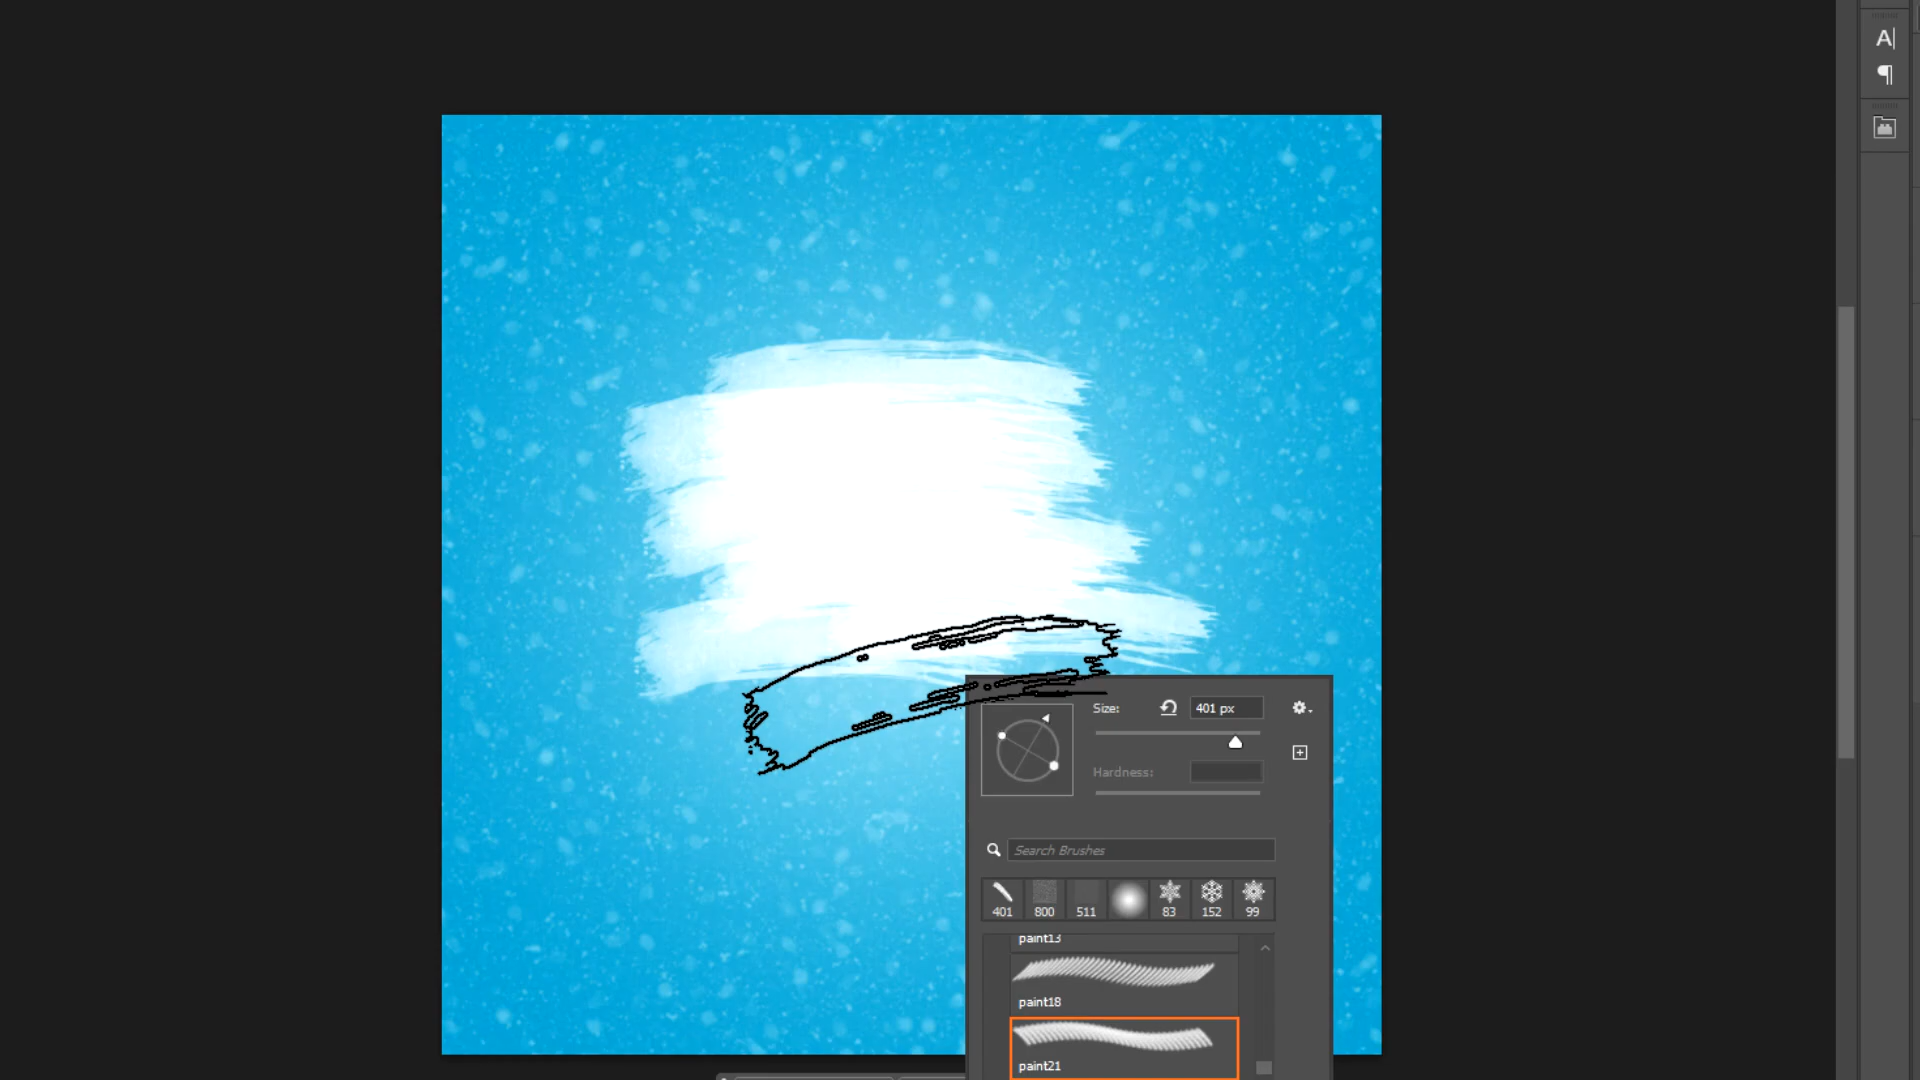 A
¶
Size:
401 px
Hardness:
Search Brushes
401 800 511 83 152 99
paint13
paint18
paint21